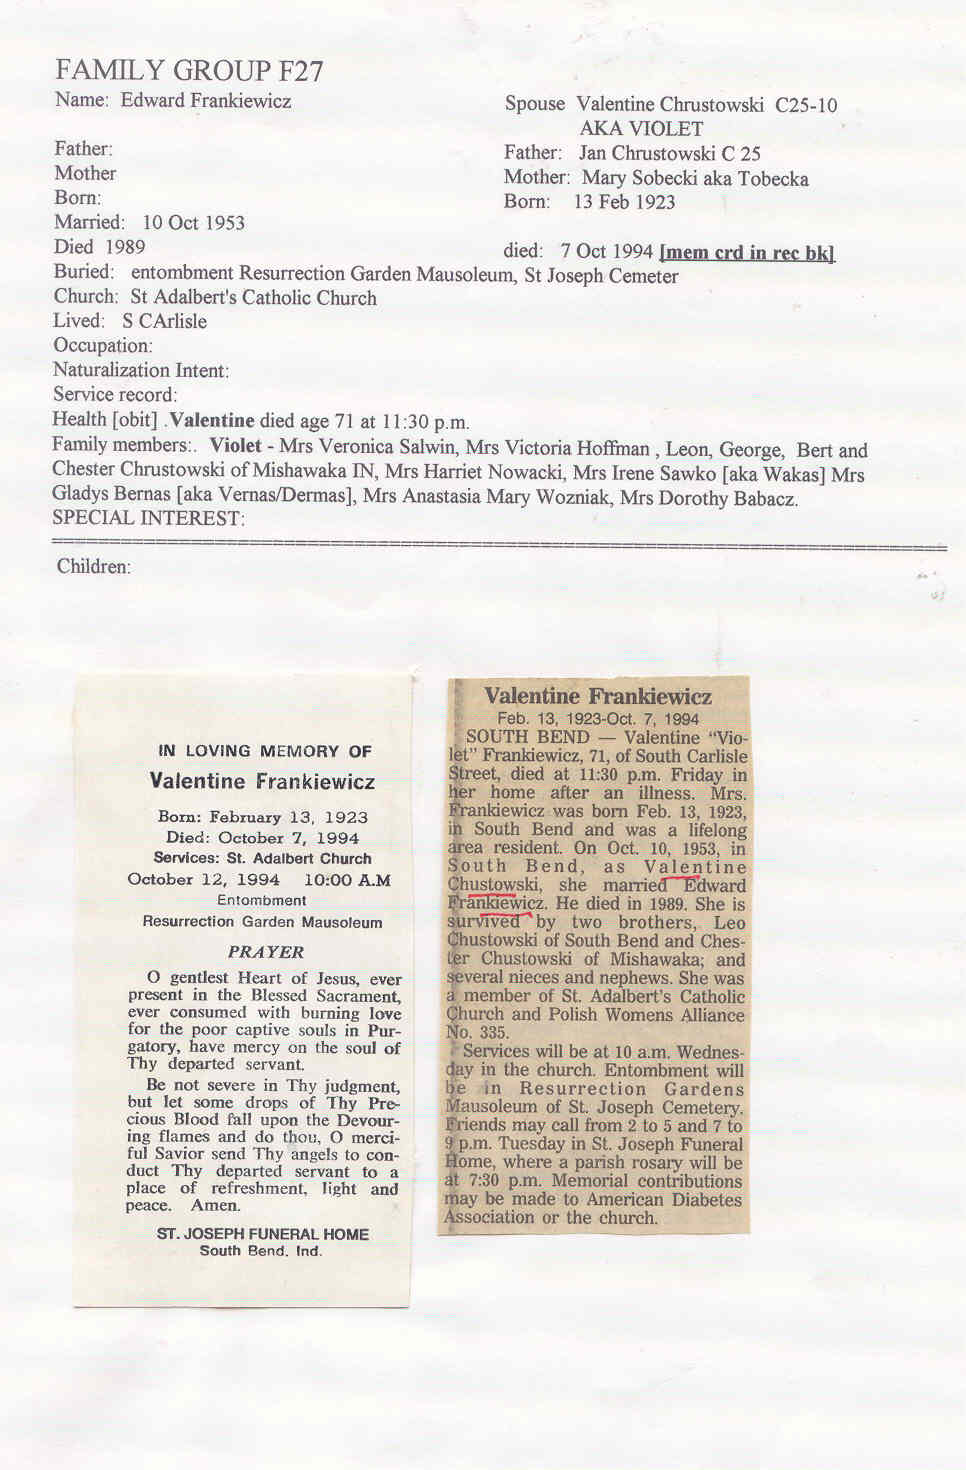 FAMILY GROUP F27
Name: Edward Frankiewicz
Spouse Valentine Chrustowski C25-10
AKA VIOLET
Father:
Father: Jan Chrustowski C 25
Mother
Mother: Mary Sobecki aka Tobecka
Born:
Born: 13 Feb 1923
Married: 10 Oct 1953
Died 1989
died: 7 Oct 1994 [mem crd in rec bk]
Buried: entombment Resurrection Garden Mausoleum, St Joseph Cemeter
Church: St Adalbert's Catholic Church
Lived: S CArlisle
Occupation:
Naturalization Intent:
Service record:
Health [obit] .Valentine died age 71 at 11:30 p.m.
Family members:. Violet - Mrs Veronica Salwin, Mrs Victoria Hoffman , Leon, George, Bert and
Chester Chrustowski of Mishawaka IN, Mrs Harriet Nowacki, Mrs Irene Sawko [aka Wakas] Mrs
Gladys Bernas [aka Vernas/Dermas], Mrs Anastasia Mary Wozniak, Mrs Dorothy Babacz.
SPECIAL INTEREST:
Children:
IN LOVING MEMORY OF
Valentine Frankiewicz
Born: February 13, 1923
Died: October 7, 1994
Services: St. Adalbert Church
October 12, 1994 10:00 A.M
Entombment
Resurrection Garden Mausoleum
PRAYER
O gentlest Heart of Jesus, ever
present in the Blessed Sacrament,
ever consumed with burning love
for the poor captive souls in Pur-
gatory, have mercy on the soul of
Thy departed servant.
Be not severe in Thy judgment,
but let some drops of Thy Pre-
cious Blood fall upon the Devour-
ing flames and do thou, O merci-
ful Savior send Thy angels to con-
duct Thy departed servant to a
place of refreshment, light and
peace. Amen.
ST. JOSEPH FUNERAL HOME
South Bend, Ind.
Valentine Frankiewicz
Feb. 13, 1923-Oct. 7, 1994
SOUTH BEND — Valentine “Vio-
let” Frankiewicz, 71, of South Carlisle
Street, died at 11:30 p.m. Friday in
her home after an illness. Mrs.
Frankiewicz was born Feb. 13, 1923,
in South Bend and was a lifelong
area resident. On Oct. 10, 1953, in
South Bend, as Valentine
Chustowski, she married Edward
Frankiewicz. He died in 1989. She is
survived by two brothers, Leo
Chustowski of South Bend and Ches-
ter Chustowski of Mishawaka; and
several nieces and nephews. She was
a member of St. Adalbert's Catholic
Church and Polish Womens Alliance
No. 335.
Services will be at 10 a.m. Wednes-
day in the church. Entombment will
be in Resurrection Gardens
Mausoleum of St. Joseph Cemetery.
Friends may call from 2 to 5 and 7 to
9 p.m. Tuesday in St. Joseph Funeral
Home, where a parish rosary will be
at 7:30 p.m. Memorial contributions
may be made to American Diabetes
Association or the church.